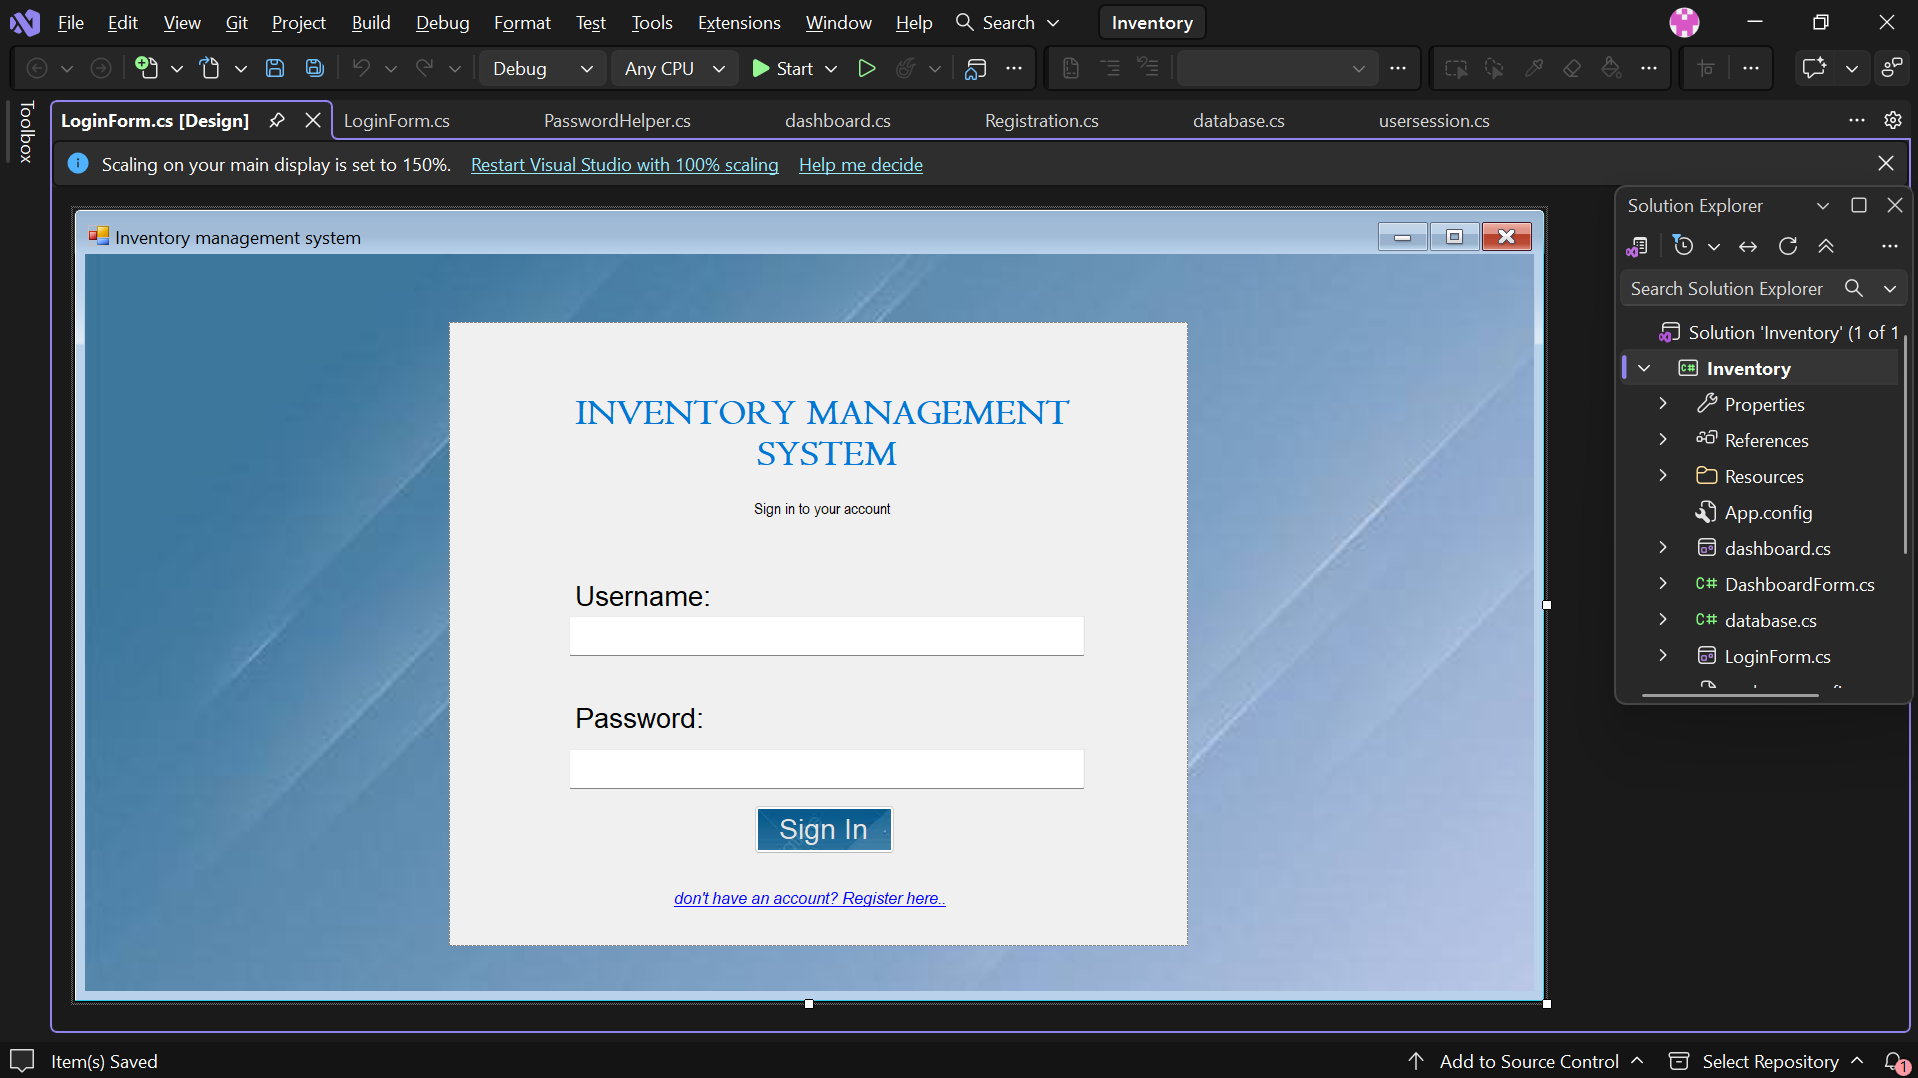 File Edit View Git Project Build Debug Format Test Tools Extensions Window Help Search Inventory
Debug Any CPU Start
Toolbox
LoginForm.cs [Design] LoginForm.cs PasswordHelper.cs dashboard.cs Registration.cs database.cs usersession.cs
Scaling on your main display is set to 150%. Restart Visual Studio with 100% scaling Help me decide
Inventory management system
INVENTORY MANAGEMENT
SYSTEM
Sign in to your account
Username:
Password:
Sign In
don't have an account? Register here..
Solution Explorer
Search Solution Explorer
Solution 'Inventory' (1 of 1
C# Inventory
Properties
References
Resources
App.config
dashboard.cs
C# DashboardForm.cs
C# database.cs
LoginForm.cs
Item(s) Saved
Add to Source Control Select Repository 1